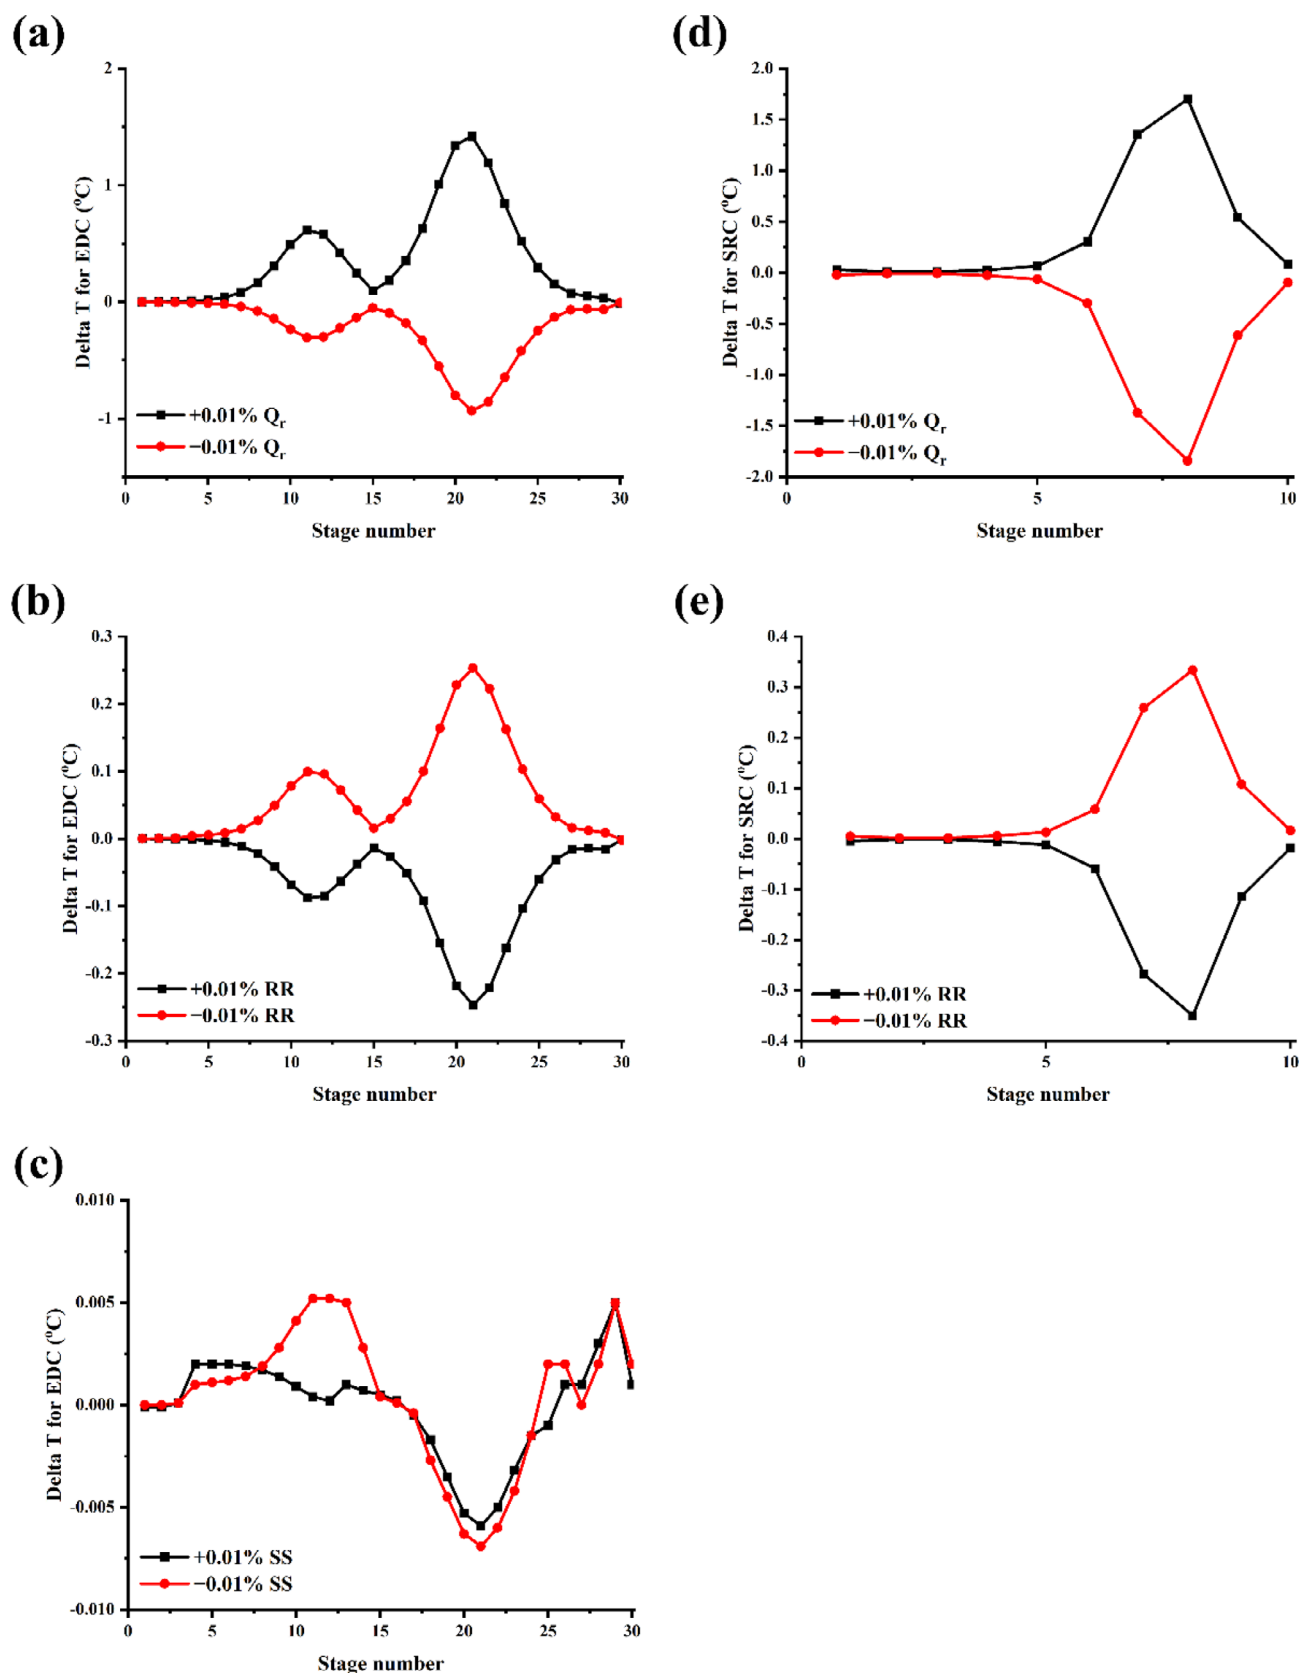 (a)
Delta T for EDC (°C)
2
1
0
-1
+0.01% Qr
−0.01% Qr
0 5 10 15 20 25 30
Stage number
(d)
Delta T for SRC (°C)
2.0
1.5
1.0
0.5
0.0
-0.5
-1.0
-1.5
-2.0
+0.01% Qr
−0.01% Qr
0 5 10
Stage number
(b)
Delta T for EDC (°C)
0.3
0.2
0.1
0.0
-0.1
-0.2
-0.3
+0.01% RR
−0.01% RR
0 5 10 15 20 25 30
Stage number
(e)
Delta T for SRC (°C)
0.4
0.3
0.2
0.1
0.0
-0.1
-0.2
-0.3
-0.4
+0.01% RR
−0.01% RR
0 5 10
Stage number
(c)
Delta T for EDC (°C)
0.010
0.005
0.000
-0.005
-0.010
+0.01% SS
−0.01% SS
0 5 10 15 20 25 30
Stage number